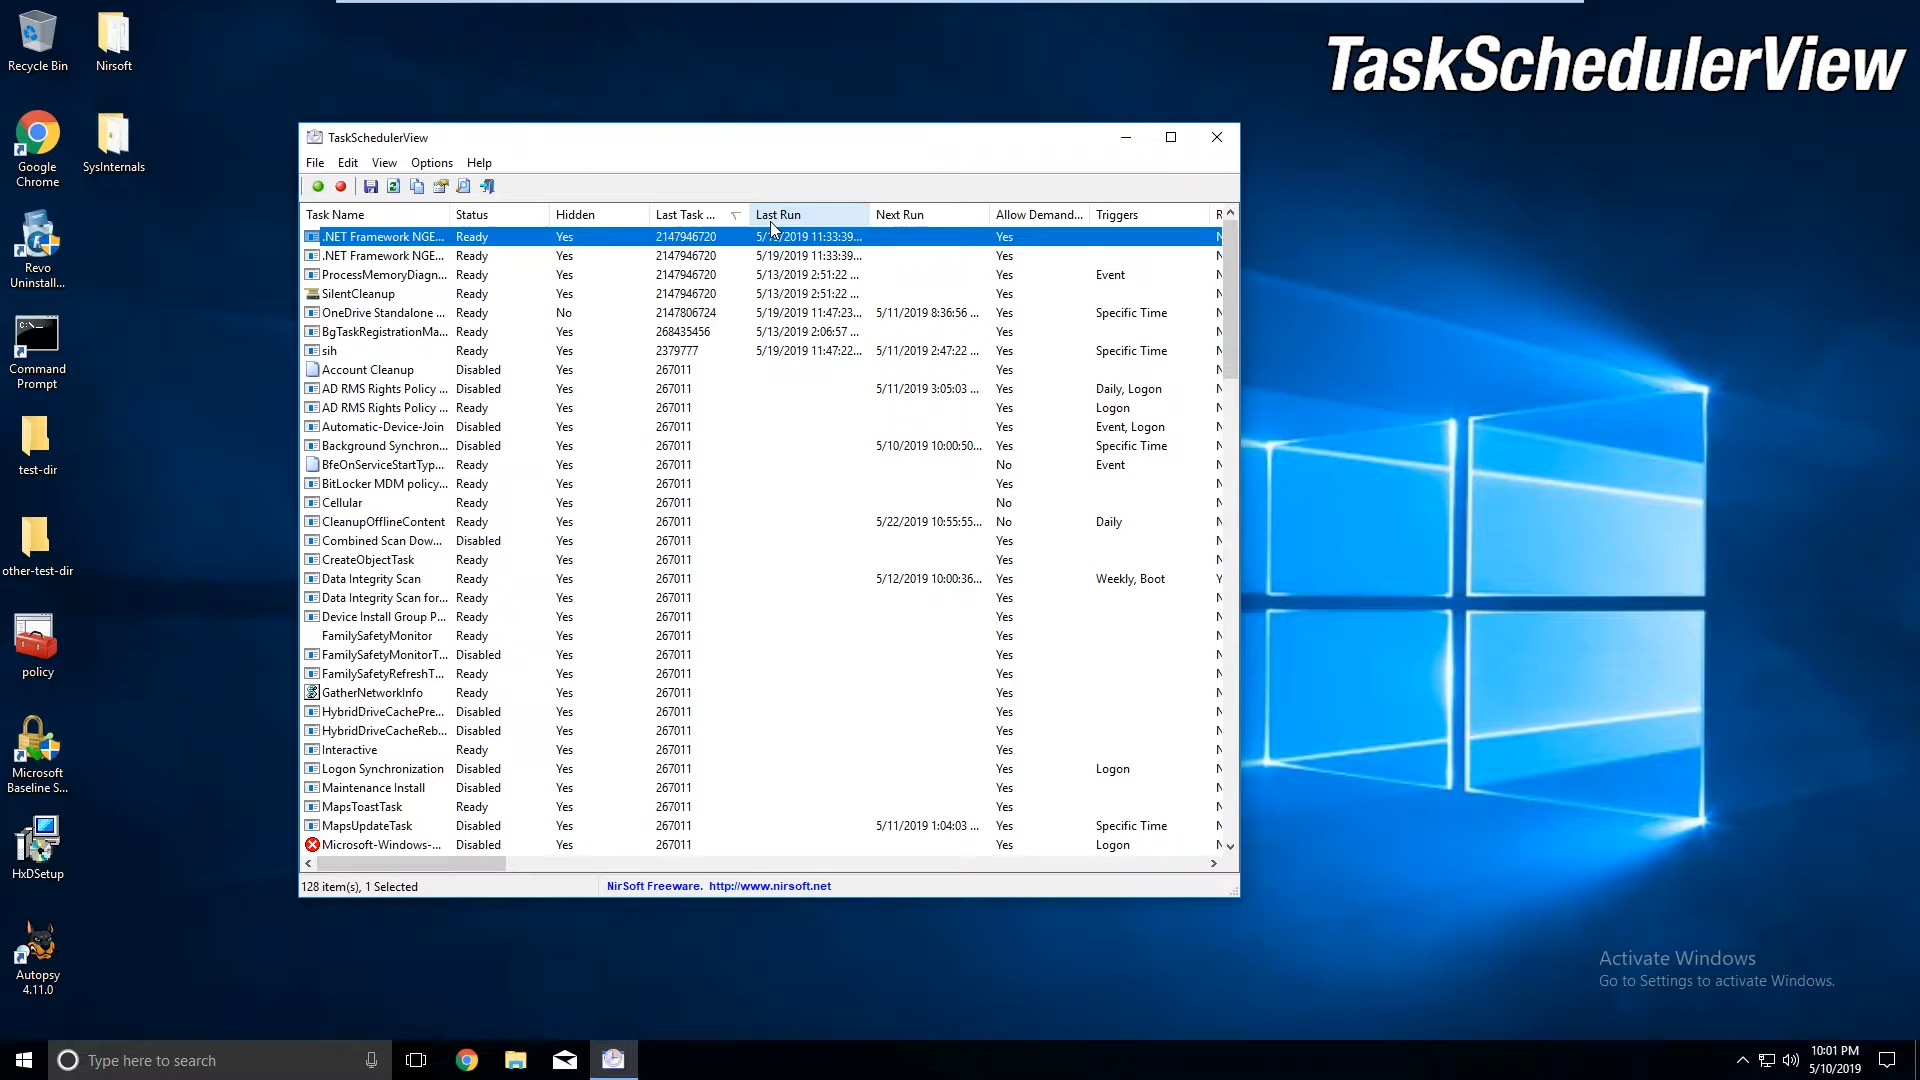 TaskSchedulerView
Recycle Bin
Nirsoft
Google
Chrome
SysInternals
Revo
Uninstall...
Command
Prompt
test-dir
other-test-dir
policy
Microsoft
Baseline S...
HxDSetup
Autopsy
4.11.0
TaskSchedulerView
File Edit View Options Help
Task Name Status Hidden Last Task ... Last Run Next Run Allow Demand... Triggers
.NET Framework NGE... Ready Yes 2147946720 2019 11:33:39... Yes
.NET Framework NGE... Ready Yes 2147946720 5/19/2019 11:33:39... Yes
ProcessMemoryDiagn... Ready Yes 2147946720 5/13/2019 2:51:22 ... Yes Event
SilentCleanup Ready Yes 2147946720 5/13/2019 2:51:22 ... Yes
OneDrive Standalone ... Ready No 2147806724 5/19/2019 11:47:23... 5/11/2019 8:36:56 ... Yes Specific Time
BgTaskRegistrationMa... Ready Yes 268435456 5/13/2019 2:06:57 ... Yes
sih Ready Yes 2379777 5/19/2019 11:47:22... 5/11/2019 2:47:22 ... Yes Specific Time
Account Cleanup Disabled Yes 267011 Yes
AD RMS Rights Policy ... Disabled Yes 267011 5/11/2019 3:05:03 ... Yes Daily, Logon
AD RMS Rights Policy ... Ready Yes 267011 Yes Logon
Automatic-Device-Join Disabled Yes 267011 Yes Event, Logon
Background Synchron... Disabled Yes 267011 5/10/2019 10:00:50... Yes Specific Time
BfeOnServiceStartTyp... Ready Yes 267011 No Event
BitLocker MDM policy... Ready Yes 267011 Yes
Cellular Ready Yes 267011 No
CleanupOfflineContent Ready Yes 267011 5/22/2019 10:55:55... No Daily
Combined Scan Dow... Disabled Yes 267011 Yes
CreateObjectTask Ready Yes 267011 Yes
Data Integrity Scan Ready Yes 267011 5/12/2019 10:00:36... Yes Weekly, Boot
Data Integrity Scan for... Ready Yes 267011 Yes
Device Install Group P... Ready Yes 267011 Yes
FamilySafetyMonitor Ready Yes 267011 Yes
FamilySafetyMonitorT... Disabled Yes 267011 Yes
FamilySafetyRefreshT... Ready Yes 267011 Yes
GatherNetworkInfo Ready Yes 267011 Yes
HybridDriveCachePre... Disabled Yes 267011 Yes
HybridDriveCacheReb... Disabled Yes 267011 Yes
Interactive Ready Yes 267011 Yes
Logon Synchronization Disabled Yes 267011 Yes Logon
Maintenance Install Disabled Yes 267011 Yes
MapsToastTask Ready Yes 267011 Yes
MapsUpdateTask Disabled Yes 267011 5/11/2019 1:04:03 ... Yes Specific Time
Microsoft-Windows-... Disabled Yes 267011 Yes Logon
128 item(s), 1 Selected NirSoft Freeware. http://www.nirsoft.net
Activate Windows
Go to Settings to activate Windows.
Type here to search
10:01 PM
5/10/2019